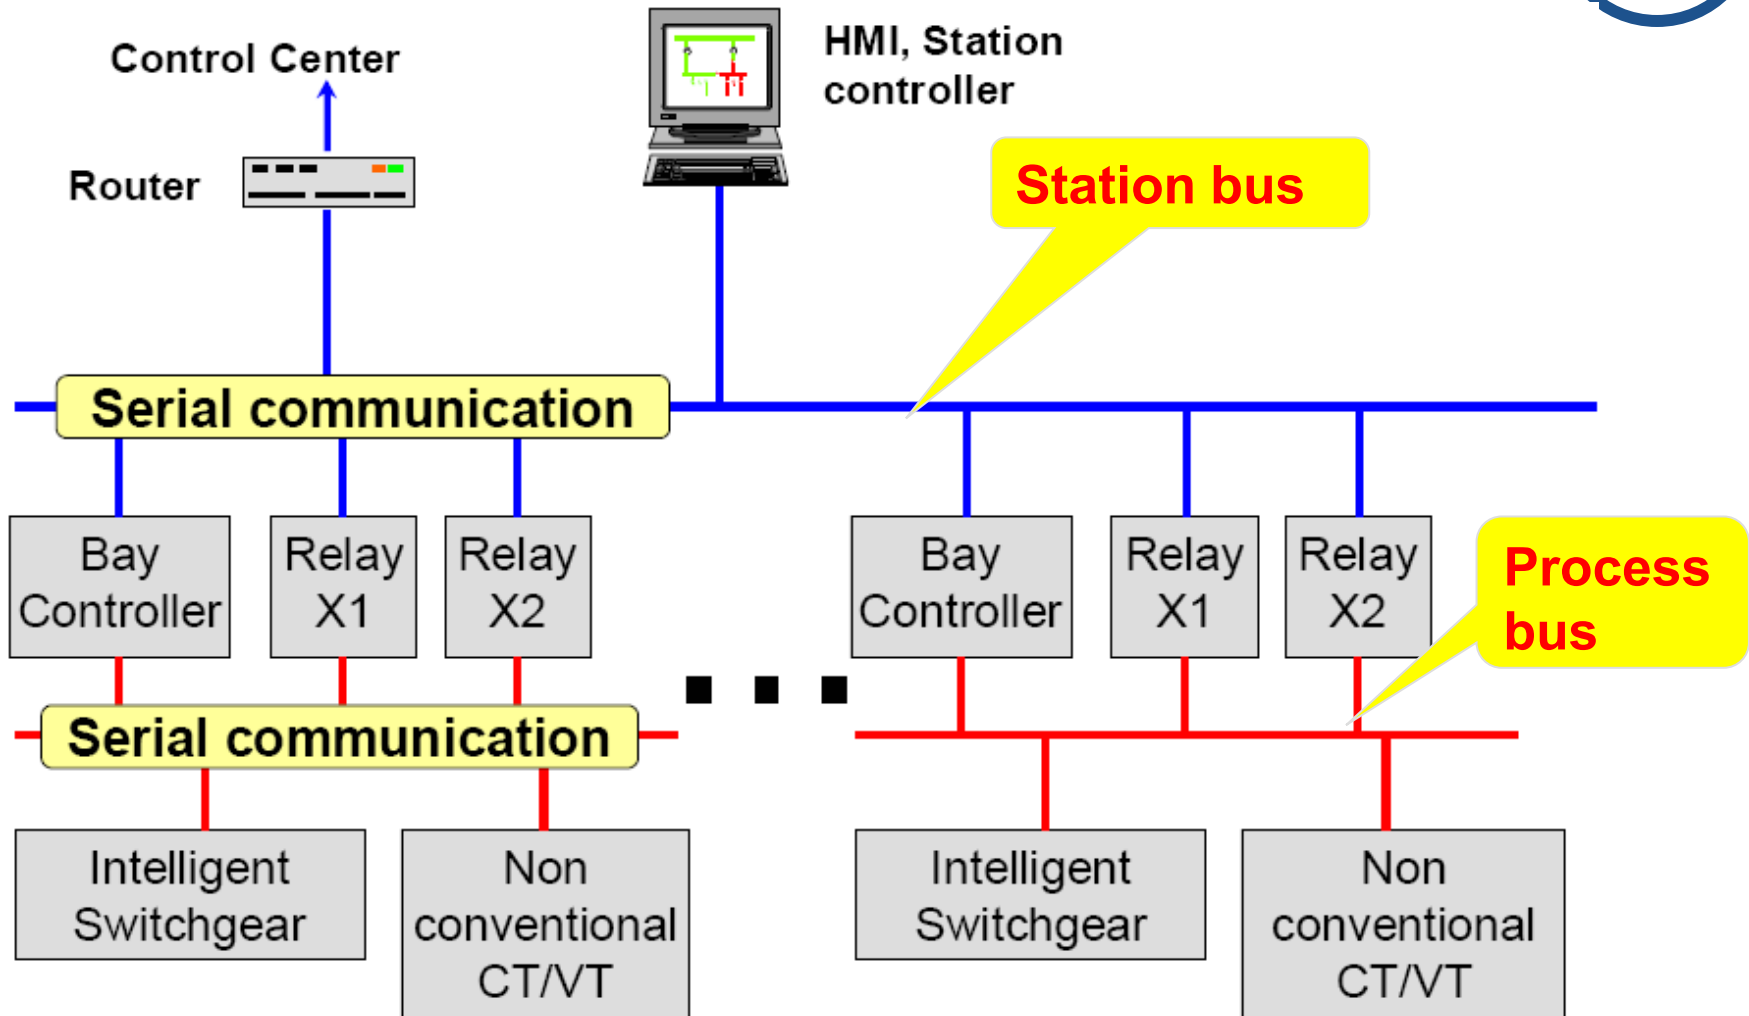 Control Center
HMI, Station
controller
Router
Station bus
Serial communication
Bay
Controller
Relay
X1
Relay
X2
Bay
Controller
Relay
X1
Relay
X2
Process
bus
Serial communication
Intelligent
Switchgear
Non
conventional
CT/VT
Intelligent
Switchgear
Non
conventional
CT/VT